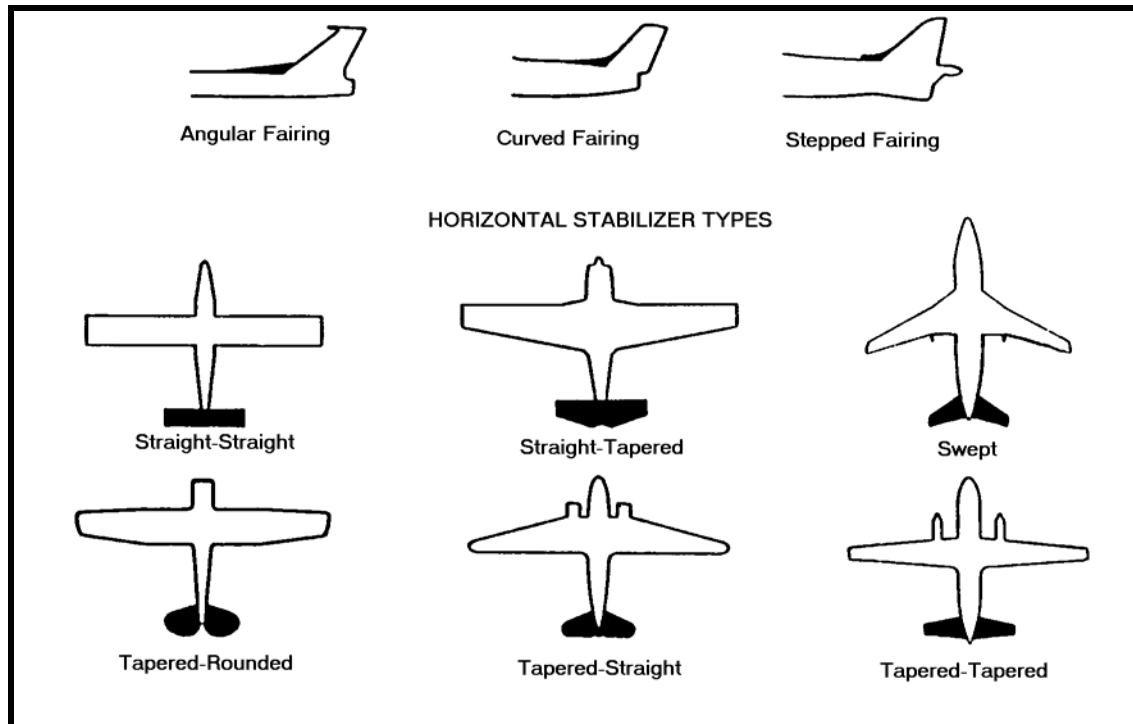 Angular Fairing
Curved Fairing
Stepped Fairing
HORIZONTAL STABILIZER TYPES
Straight-Straight
Straight-Tapered
Swept
Tapered-Rounded
Tapered-Straight
Tapered-Tapered